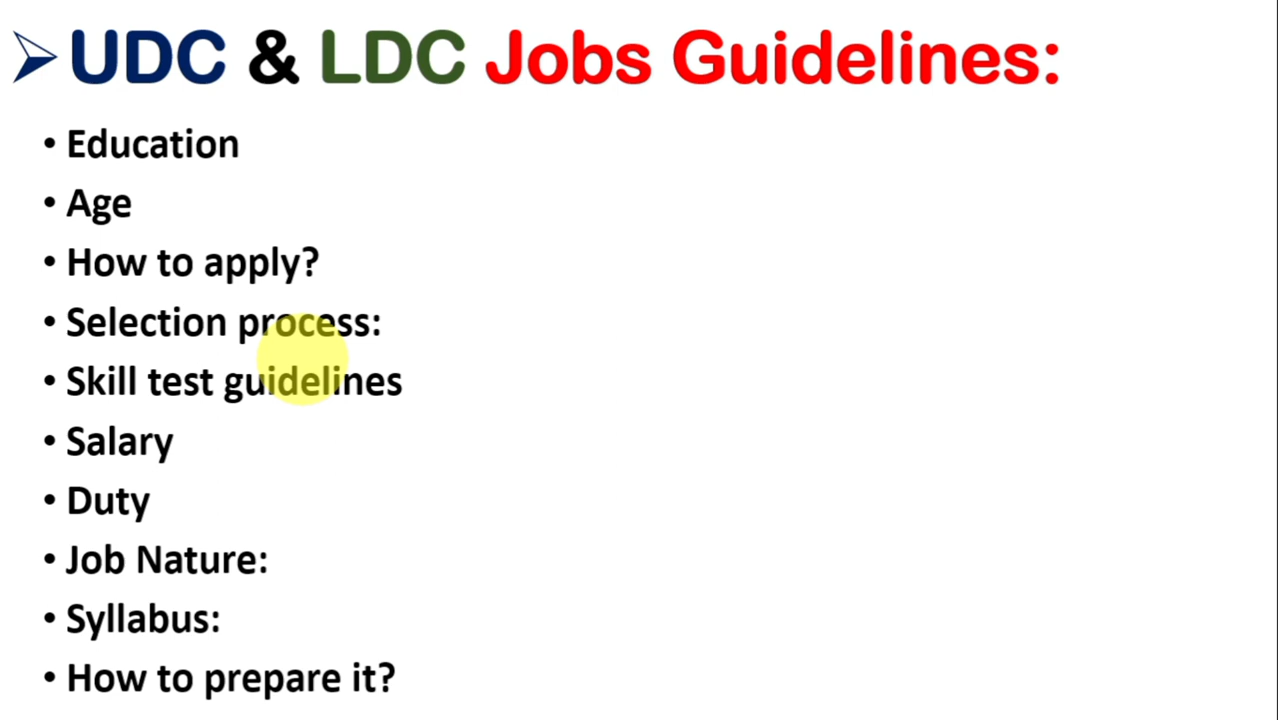 UDC & LDC Jobs Guidelines:
• Education
• Age
• How to apply?
• Selection process:
• Skill test guidelines
• Salary
• Duty
• Job Nature:
• Syllabus:
• How to prepare it?